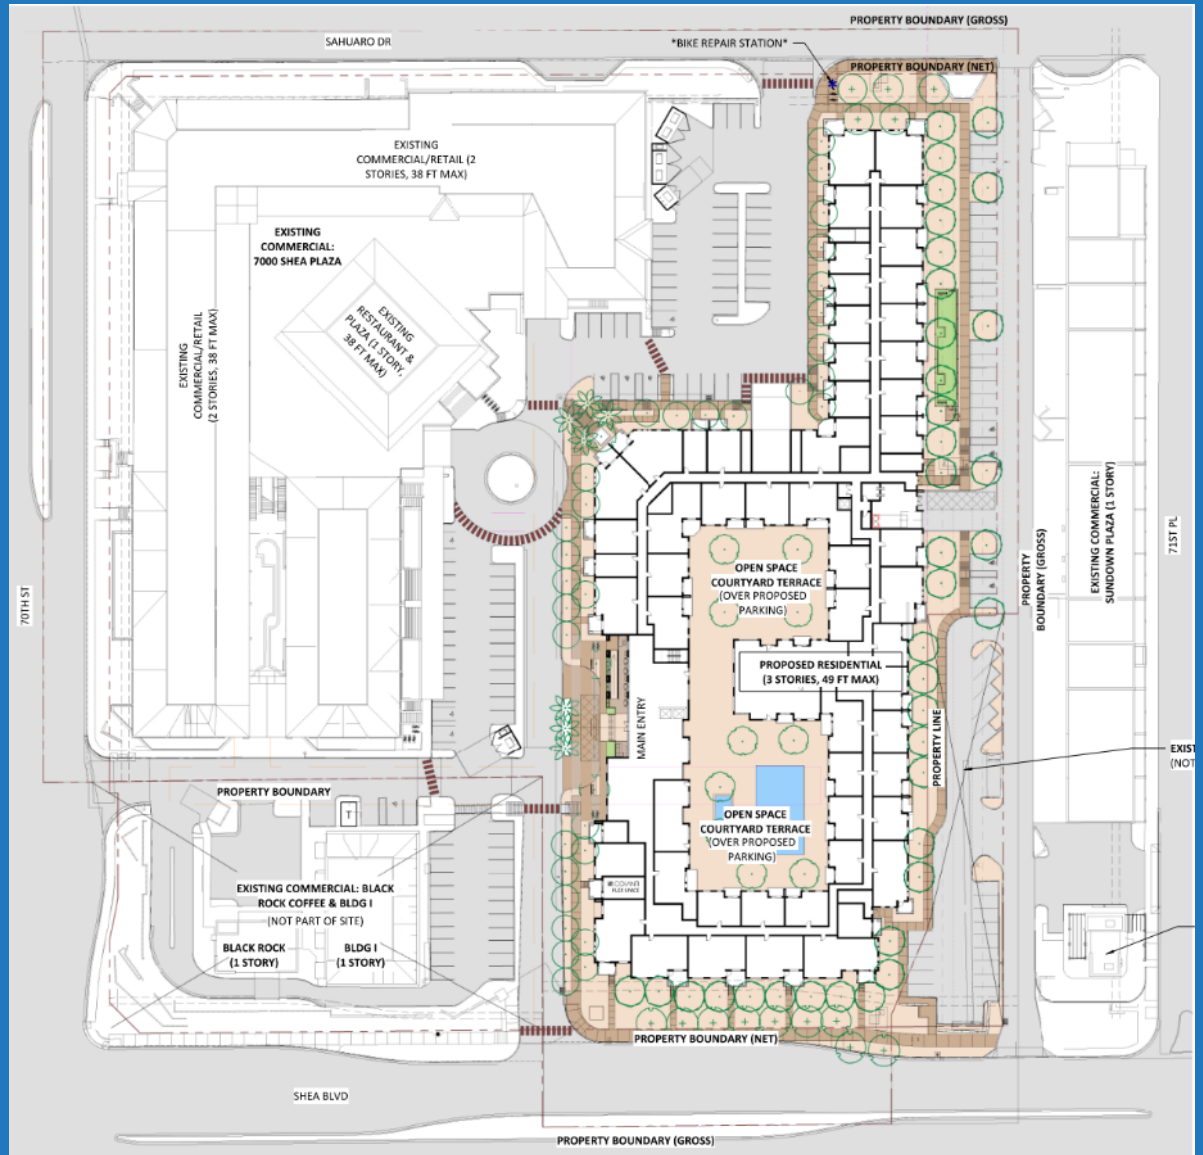 PROPERTY BOUNDARY (GROSS)
SAHUARO DR
*BIKE REPAIR STATION*
PROPERTY BOUNDARY (NET)
EXISTING
COMMERCIAL/RETAIL (2
STORIES, 38 FT MAX)
EXISTING
COMMERCIAL:
7000 SHEA PLAZA
EXISTING
RESTAURANT &
PLAZA (1 STORY,
38 FT MAX)
EXISTING
COMMERCIAL/RETAIL
(2 STORIES, 38 FT MAX)
70TH ST
OPEN SPACE
COURTYARD TERRACE
(OVER PROPOSED
PARKING)
PROPERTY
BOUNDARY (GROSS)
EXISTING COMMERCIAL:
SUNDOWN PLAZA (1 STORY)
71ST PL
PROPOSED RESIDENTIAL
(3 STORIES, 49 FT MAX)
MAIN ENTRY
PROPERTY LINE
EXIST
(NOT
PROPERTY BOUNDARY
T
OPEN SPACE
COURTYARD TERRACE
(OVER PROPOSED
PARKING)
EXISTING COMMERCIAL: BLACK
ROCK COFFEE & BLDG I
(NOT PART OF SITE)
BLACK ROCK
(1 STORY)
BLDG I
(1 STORY)
FLEX SPACE
PROPERTY BOUNDARY (NET)
SHEA BLVD
PROPERTY BOUNDARY (GROSS)